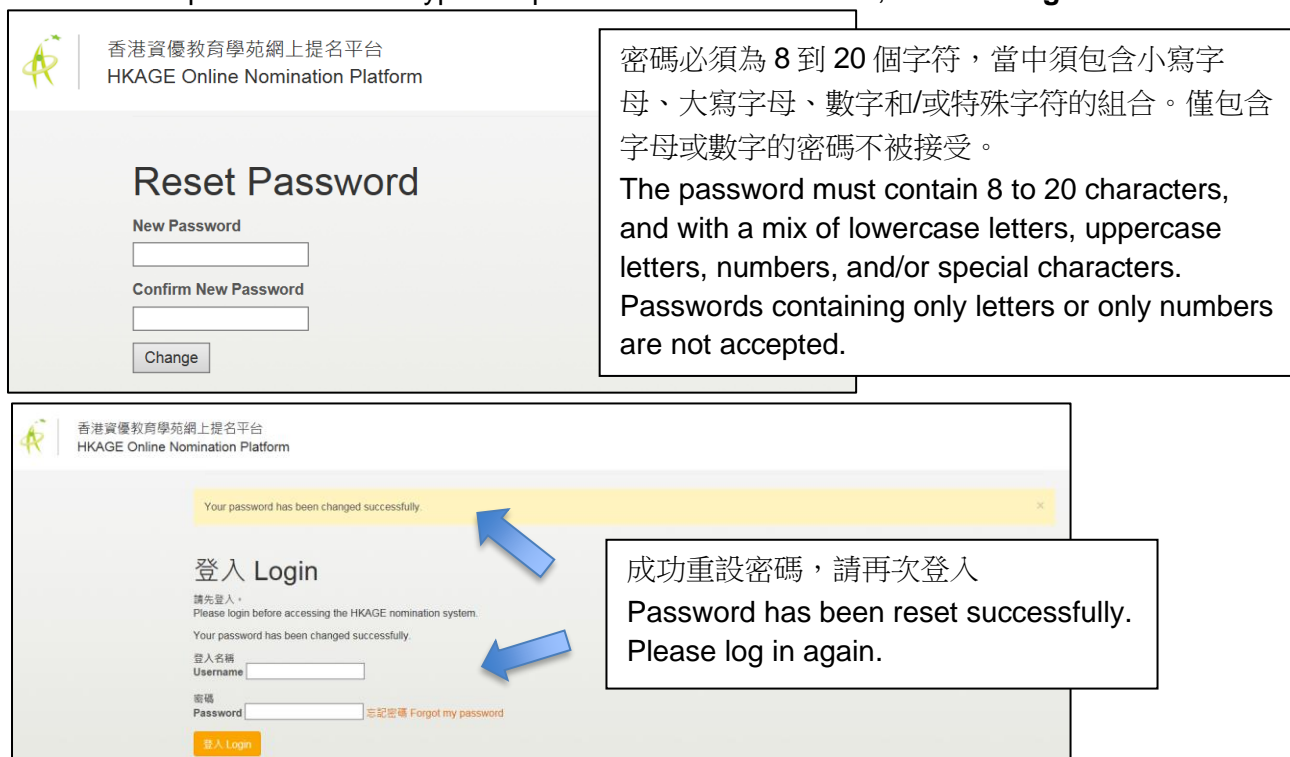 香港資優教育學苑網上提名平台
HKAGE Online Nomination Platform
Reset Password
New Password
Confirm New Password
Change
密碼必須為 8 到 20 個字符，當中須包含小寫字
母、大寫字母、數字和/或特殊字符的組合。僅包含
字母或數字的密碼不被接受。
The password must contain 8 to 20 characters,
and with a mix of lowercase letters, uppercase
letters, numbers, and/or special characters.
Passwords containing only letters or only numbers
are not accepted.
香港資優教育學苑網上提名平台
HKAGE Online Nomination Platform
Your password has been changed successfully.
×
登入 Login
請先登入。
Please login before accessing the HKAGE nomination system.
Your password has been changed successfully.
登入名稱
Username
密碼
Password 忘記密碼 Forgot my password
登入 Login
成功重設密碼，請再次登入
Password has been reset successfully.
Please log in again.